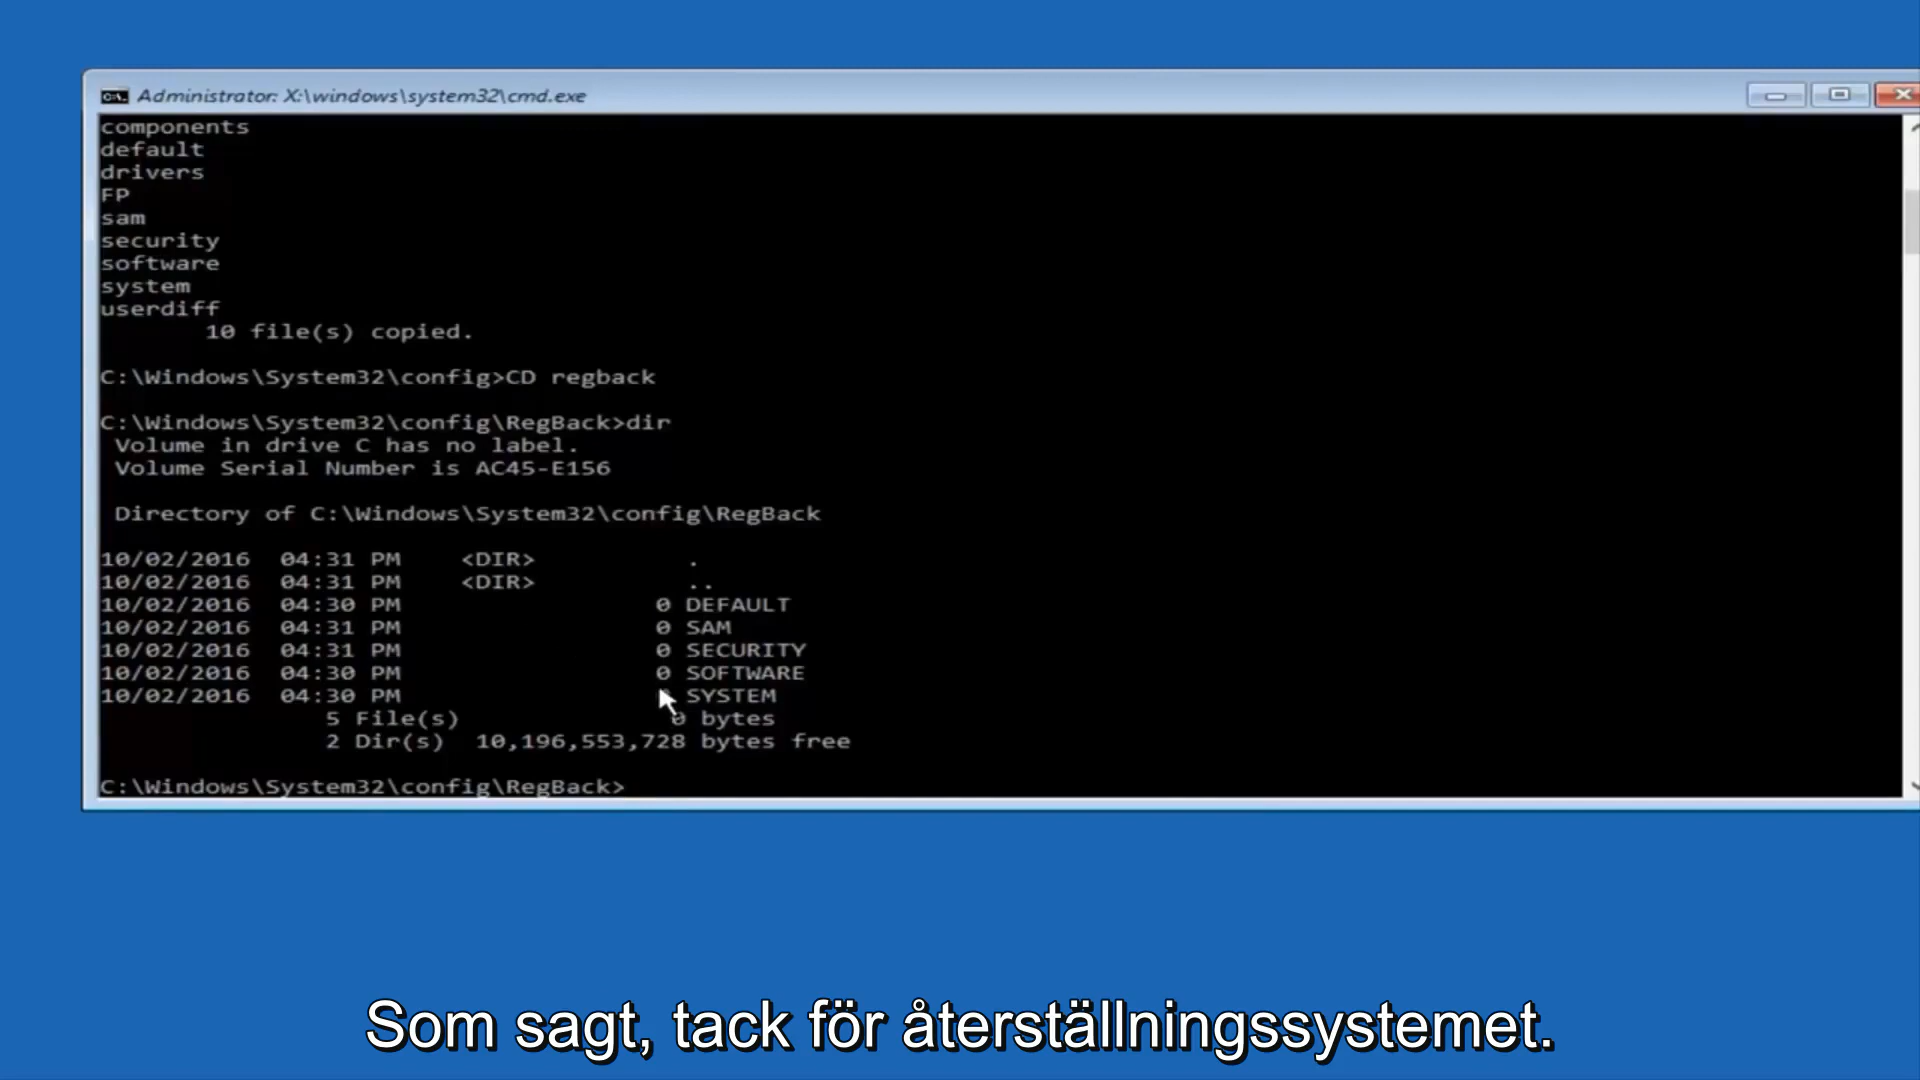 Administrator: X:\windows\system32\cmd.exe
components
default
drivers
FP
sam
security
software
system
userdiff
10 file(s) copied.
C:\Windows\System32\config>CD regback
C:\Windows\System32\config\RegBack>dir
Volume in drive C has no label.
Volume Serial Number is AC45-E156
Directory of C:\Windows\System32\config\RegBack
10/02/2016 04:31 PM <DIR> .
10/02/2016 04:31 PM <DIR> ..
10/02/2016 04:30 PM 0 DEFAULT
10/02/2016 04:31 PM 0 SAM
10/02/2016 04:31 PM 0 SECURITY
10/02/2016 04:30 PM 0 SOFTWARE
10/02/2016 04:30 PM SYSTEM
5 File(s) 0 bytes
2 Dir(s) 10,196,553,728 bytes free
C:\Windows\System32\config\RegBack>
Som sagt, tack för återställningssystemet.